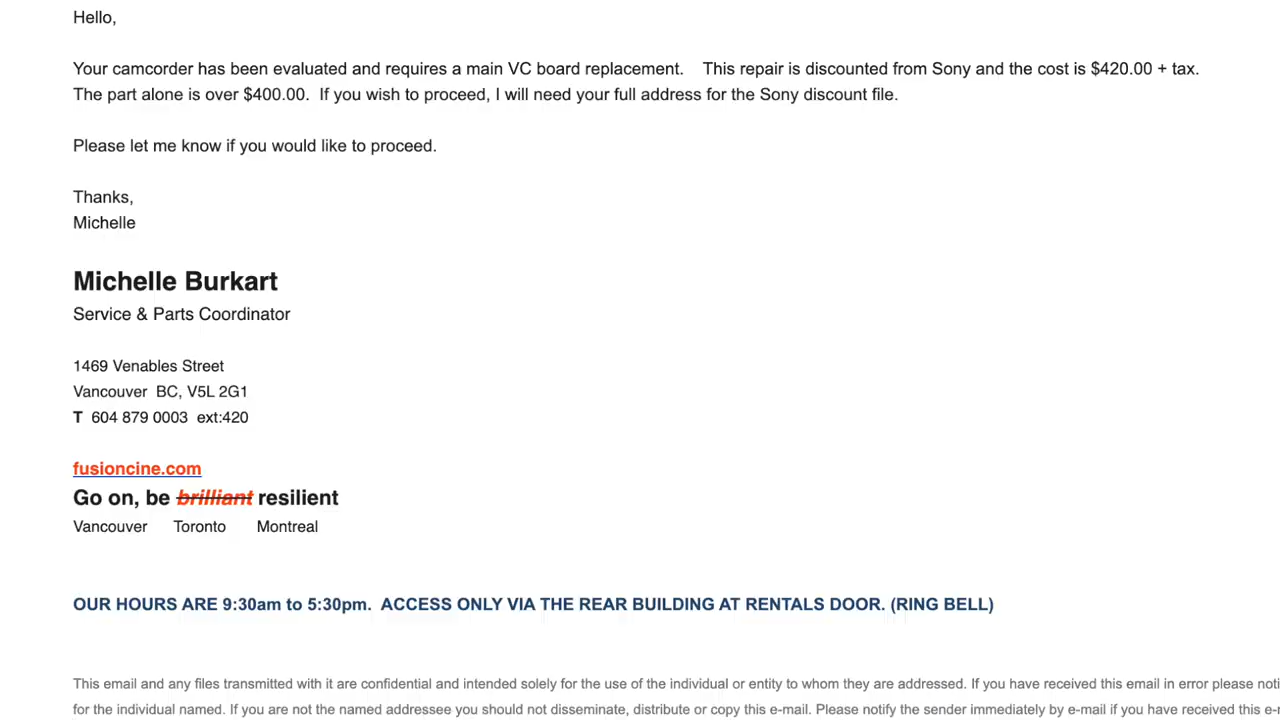 Hello,
Your camcorder has been evaluated and requires a main VC board replacement.    This repair is discounted from Sony and the cost is $420.00 + tax.
The part alone is over $400.00.  If you wish to proceed, I will need your full address for the Sony discount file.
Please let me know if you would like to proceed.
Thanks,
Michelle
Michelle Burkart
Service & Parts Coordinator
1469 Venables Street
Vancouver  BC, V5L 2G1
T  604 879 0003  ext:420
fusioncine.com
Go on, be brilliant resilient
Vancouver      Toronto       Montreal
OUR HOURS ARE 9:30am to 5:30pm.  ACCESS ONLY VIA THE REAR BUILDING AT RENTALS DOOR. (RING BELL)
This email and any files transmitted with it are confidential and intended solely for the use of the individual or entity to whom they are addressed. If you have received this email in error please noti
for the individual named. If you are not the named addressee you should not disseminate, distribute or copy this e-mail. Please notify the sender immediately by e-mail if you have received this e-